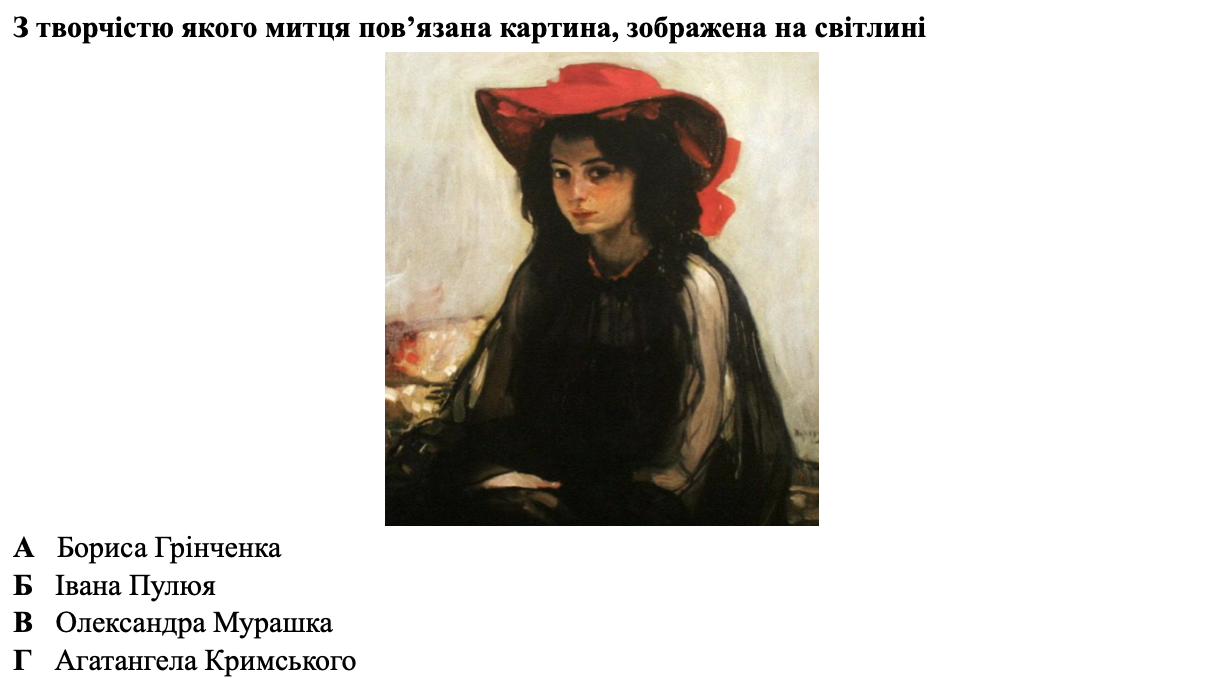 З творчістю якого митця пов’язана картина, зображена на світлині
А Бориса Грінченка
Б Івана Пулюя
В Олександра Мурашка
Г Агатангела Кримського